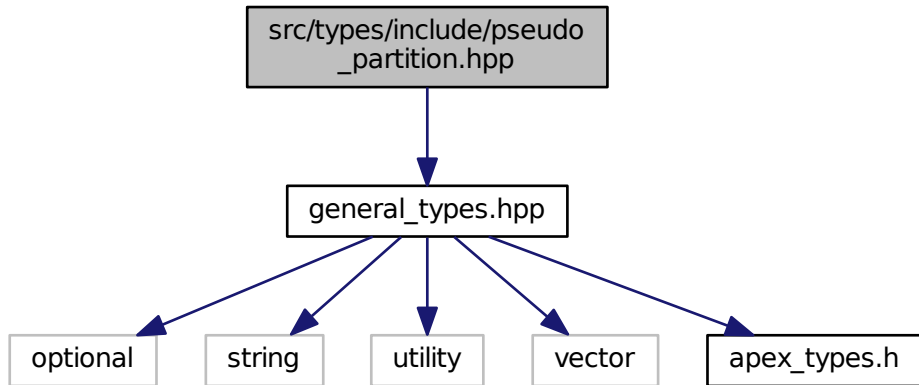 src/types/include/pseudo
_partition.hpp
general_types.hpp
optional
string
utility
vector
apex_types.h